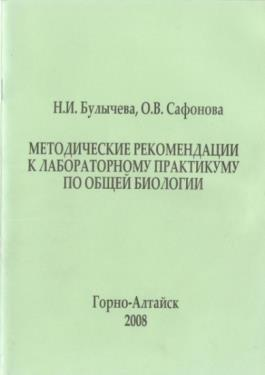 Н.И. Булычева, О.В. Сафонова
МЕТОДИЧЕСКИЕ РЕКОМЕНДАЦИИ
К ЛАБОРАТОРНОМУ ПРАКТИКУМУ
ПО ОБЩЕЙ БИОЛОГИИ
Горно-Алтайск
2008